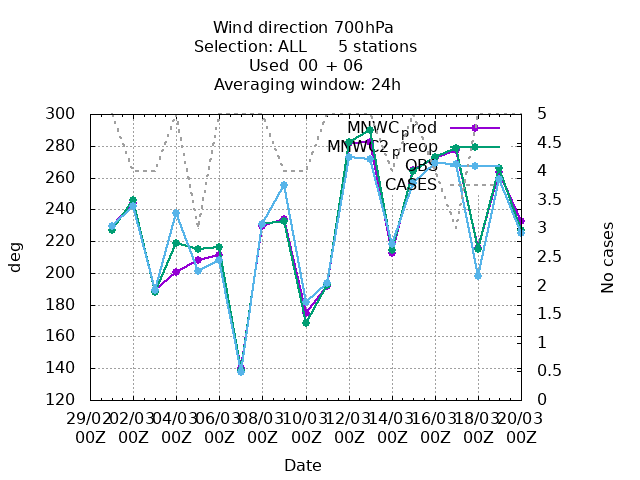 Wind direction 700hPa
Selection: ALL 5 stations
Used 00 + 06
Averaging window: 24h
300
280
260
240
220
200
180
160
140
120
5
4.5
4
3.5
3
2.5
2
1.5
1
0.5
0
MNWC_prod
MNWC2_preop
OBS
CASES
deg
No cases
29/02 02/03 04/03 06/03 08/03 10/03 12/03 14/03 16/03 18/03 20/03
00Z 00Z 00Z 00Z 00Z 00Z 00Z 00Z 00Z 00Z 00Z
Date